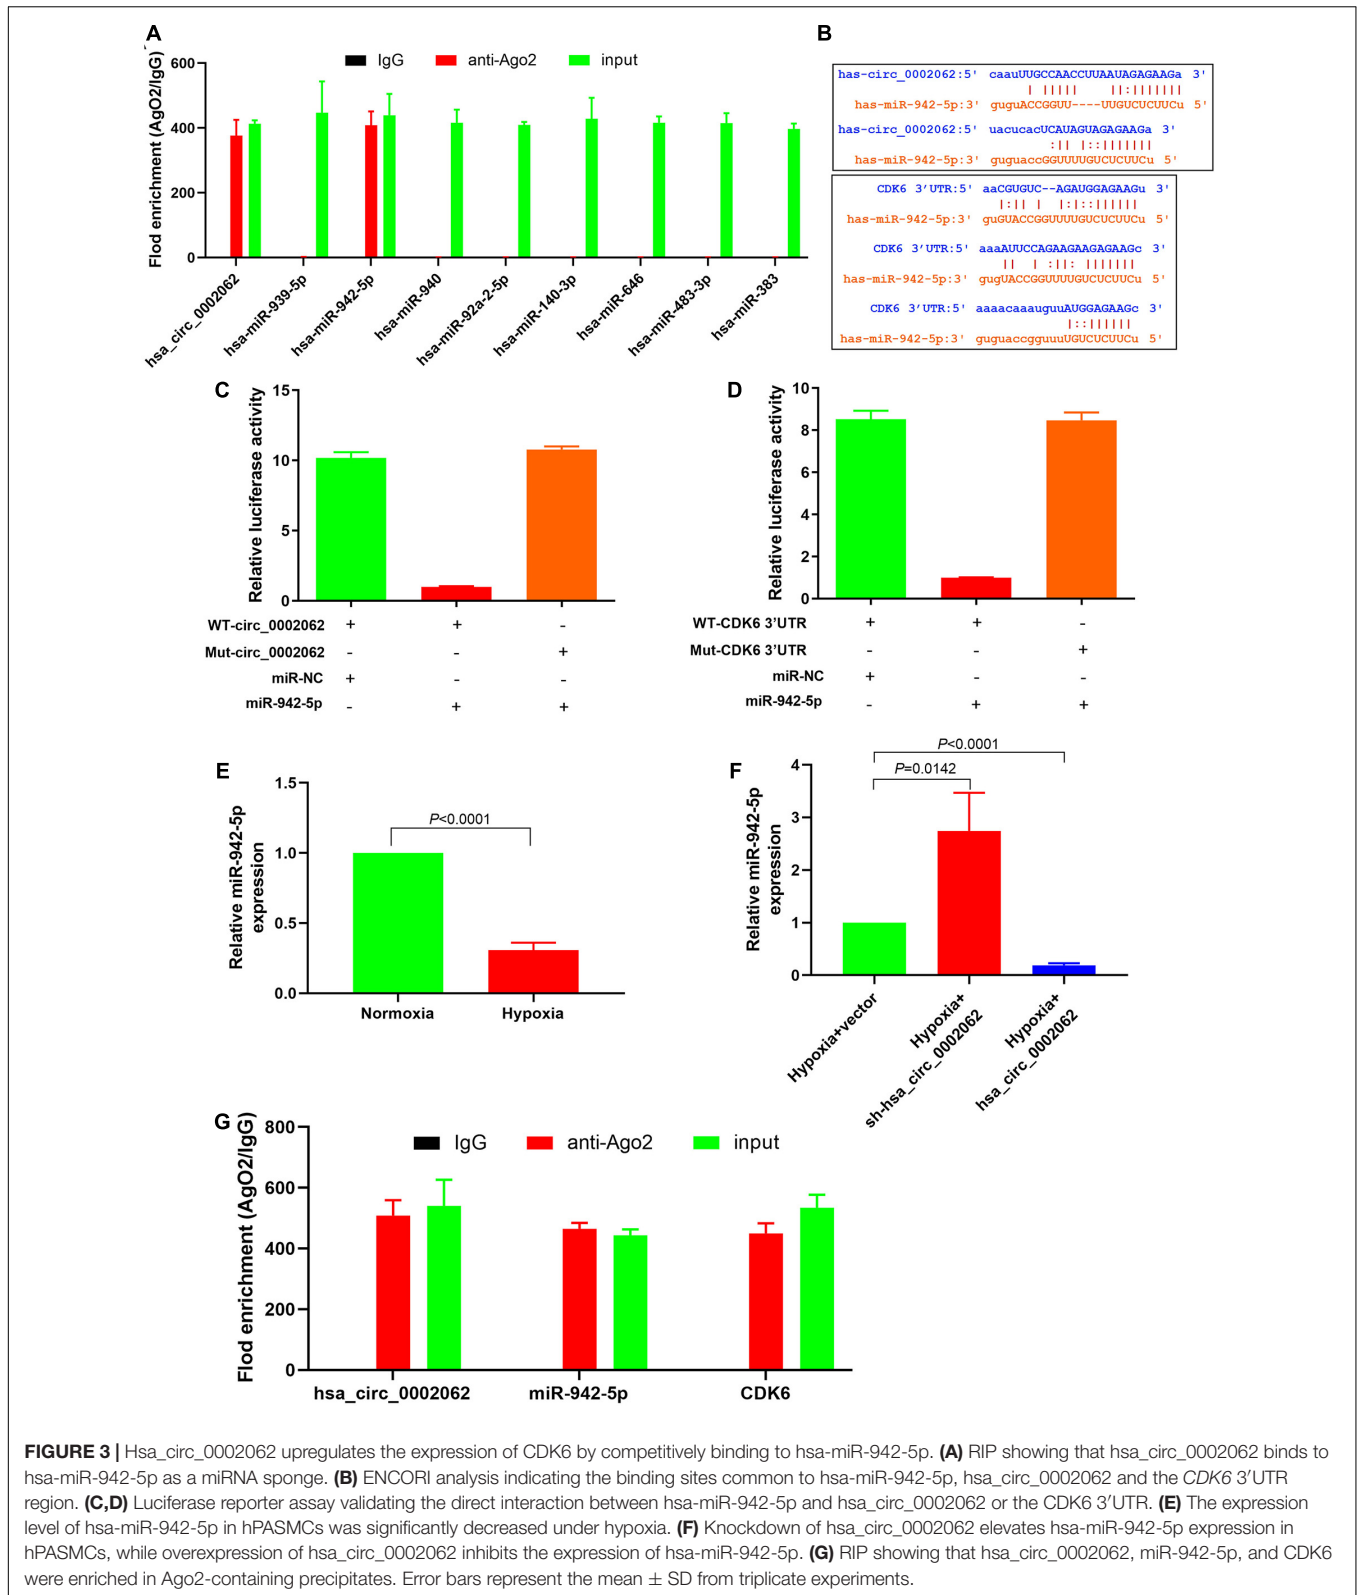 A
Flod enrichment (AgO2/IgG)
IgG anti-Ago2 input
600
400
200
0
hsa_circ_0002062
hsa-miR-939-5p
hsa-miR-942-5p
hsa-miR-940
hsa-miR-92a-2-5p
hsa-miR-140-3p
hsa-miR-646
hsa-miR-483-3p
hsa-miR-383
B
has-circ_0002062:5' caauUUGCCAACCUUAAUAGAGAAGa 3'
has-miR-942-5p:3' guguACCGGUU----UUGUCUCUUCu 5'
has-circ_0002062:5' uacucacUCAUAGUAGAGAAGa 3'
has-miR-942-5p:3' guguaccGGUUUUGUCUCUUCu 5'
CDK6 3'UTR:5' aaCGUGUC--AGAUGGAGAAGu 3'
has-miR-942-5p:3' guGUACCGGUUUUGUCUCUUCu 5'
CDK6 3'UTR:5' aaaAUUCCAGAAGAAGAGAAGc 3'
has-miR-942-5p:3' gugUACCGGUUUUGUCUCUUCu 5'
CDK6 3'UTR:5' aaaacaaauguuAUGGAGAAGc 3'
has-miR-942-5p:3' guguaccgguuuUGUCUCUUCu 5'
C
Relative luciferase activity
15
10
5
0
WT-circ_0002062 + + -
Mut-circ_0002062 - - +
miR-NC + - -
miR-942-5p - + +
D
Relative luciferase activity
10
8
6
4
2
0
WT-CDK6 3'UTR + + -
Mut-CDK6 3'UTR - - +
miR-NC + - -
miR-942-5p - + +
E
Relative miR-942-5p
expression
1.5
1.0
0.5
0.0
P<0.0001
Normoxia Hypoxia
F
Relative miR-942-5p
expression
4
3
2
1
0
P<0.0001
P=0.0142
Hypoxia+vector
Hypoxia+
sh-hsa_circ_0002062
Hypoxia+
hsa_circ_0002062
G
Flod enrichment (AgO2/IgG)
IgG anti-Ago2 input
800
600
400
200
0
hsa_circ_0002062 miR-942-5p CDK6
FIGURE 3 | Hsa_circ_0002062 upregulates the expression of CDK6 by competitively binding to hsa-miR-942-5p. (A) RIP showing that hsa_circ_0002062 binds to
hsa-miR-942-5p as a miRNA sponge. (B) ENCORI analysis indicating the binding sites common to hsa-miR-942-5p, hsa_circ_0002062 and the CDK6 3′UTR
region. (C,D) Luciferase reporter assay validating the direct interaction between hsa-miR-942-5p and hsa_circ_0002062 or the CDK6 3′UTR. (E) The expression
level of hsa-miR-942-5p in hPASMCs was significantly decreased under hypoxia. (F) Knockdown of hsa_circ_0002062 elevates hsa-miR-942-5p expression in
hPASMCs, while overexpression of hsa_circ_0002062 inhibits the expression of hsa-miR-942-5p. (G) RIP showing that hsa_circ_0002062, miR-942-5p, and CDK6
were enriched in Ago2-containing precipitates. Error bars represent the mean ± SD from triplicate experiments.